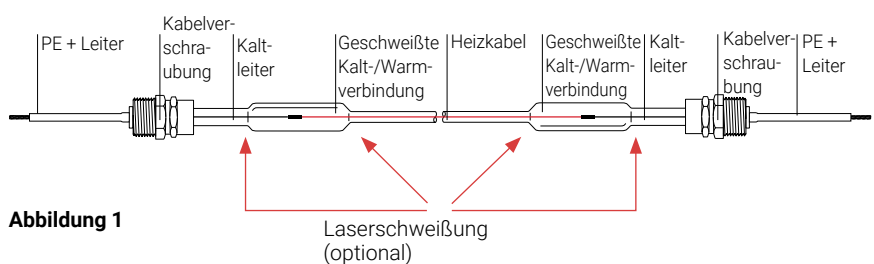 PE + Leiter
Kabelver-
schra-
ubung
Kalt-
leiter
Geschweißte
Kalt-/Warm-
verbindung
Heizkabel
Geschweißte
Kalt-/Warm-
verbindung
Kalt-
leiter
Kabelver-
schrau-
bung
PE +
Leiter
Abbildung 1
Laserschweißung
(optional)